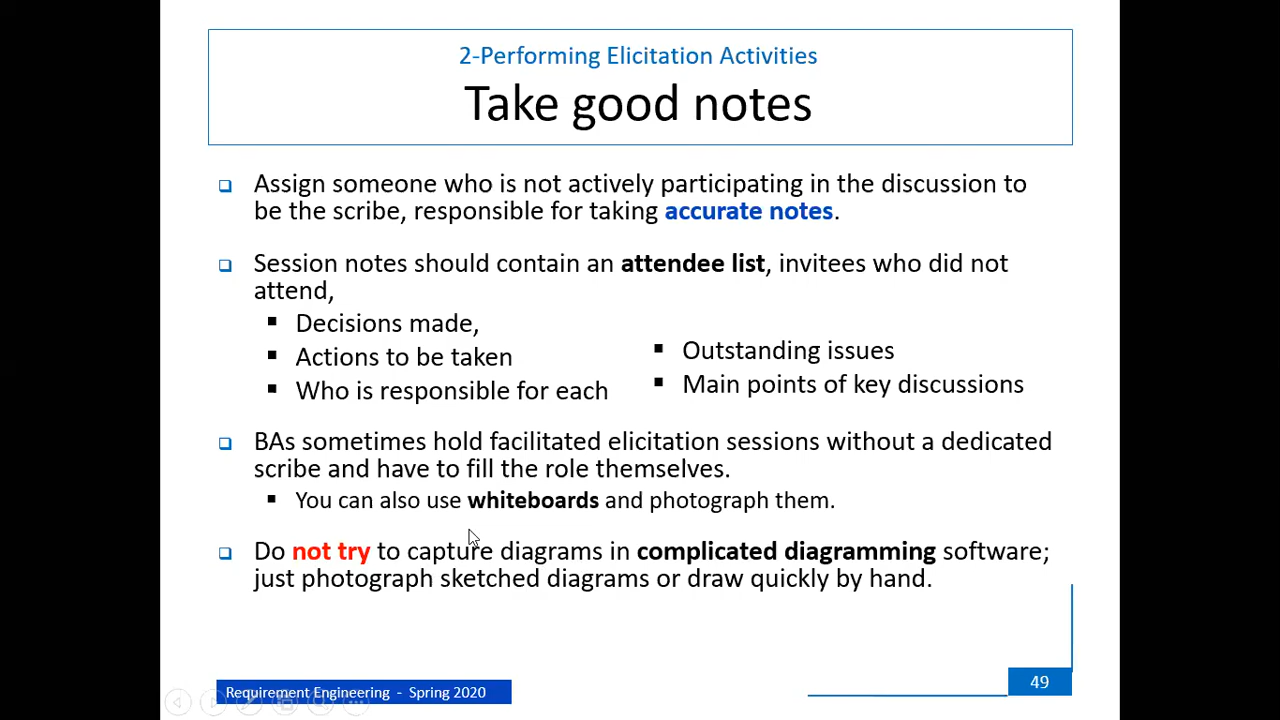 2-Performing Elicitation Activities
Take good notes
Assign someone who is not actively participating in the discussion to
be the scribe, responsible for taking accurate notes.
Session notes should contain an attendee list, invitees who did not
attend,
Decisions made,
Actions to be taken
Who is responsible for each
Outstanding issues
Main points of key discussions
BAs sometimes hold facilitated elicitation sessions without a dedicated
scribe and have to fill the role themselves.
You can also use whiteboards and photograph them.
Do not try to capture diagrams in complicated diagramming software;
just photograph sketched diagrams or draw quickly by hand.
Requirement Engineering - Spring 2020
49